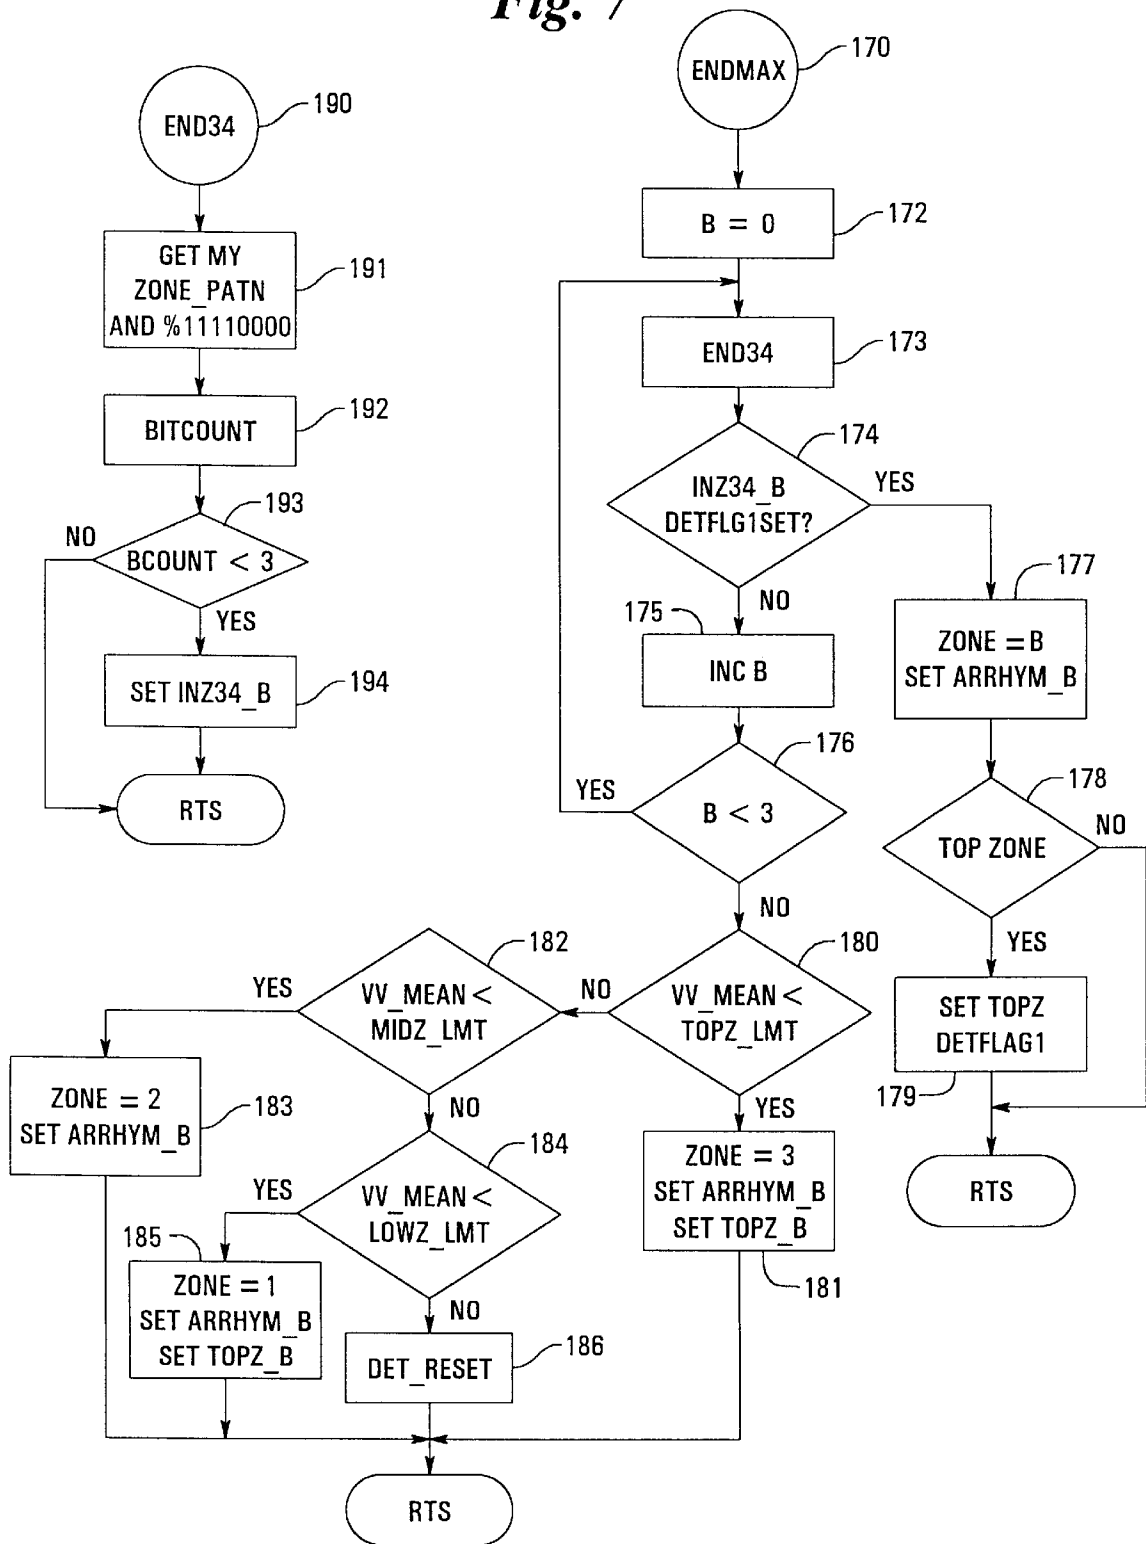 Fig. 7
END34
190
GET MY
ZONE_PATN
AND %11110000
191
BITCOUNT
192
193
NO
BCOUNT < 3
YES
SET INZ34_B
194
RTS
ENDMAX
170
B = 0
172
END34
173
174
INZ34_B
DETFLG1SET?
YES
NO
175
INC B
176
YES
B < 3
NO
177
ZONE = B
SET ARRHYM_B
178
TOP ZONE
NO
YES
SET TOPZ
DETFLAG1
179
RTS
180
VV_MEAN <
TOPZ_LMT
NO
YES
ZONE = 3
SET ARRHYM_B
SET TOPZ_B
181
182
VV_MEAN <
MIDZ_LMT
YES
NO
ZONE = 2
SET ARRHYM_B
183
184
VV_MEAN <
LOWZ_LMT
YES
NO
185
ZONE = 1
SET ARRHYM_B
SET TOPZ_B
DET_RESET
186
RTS